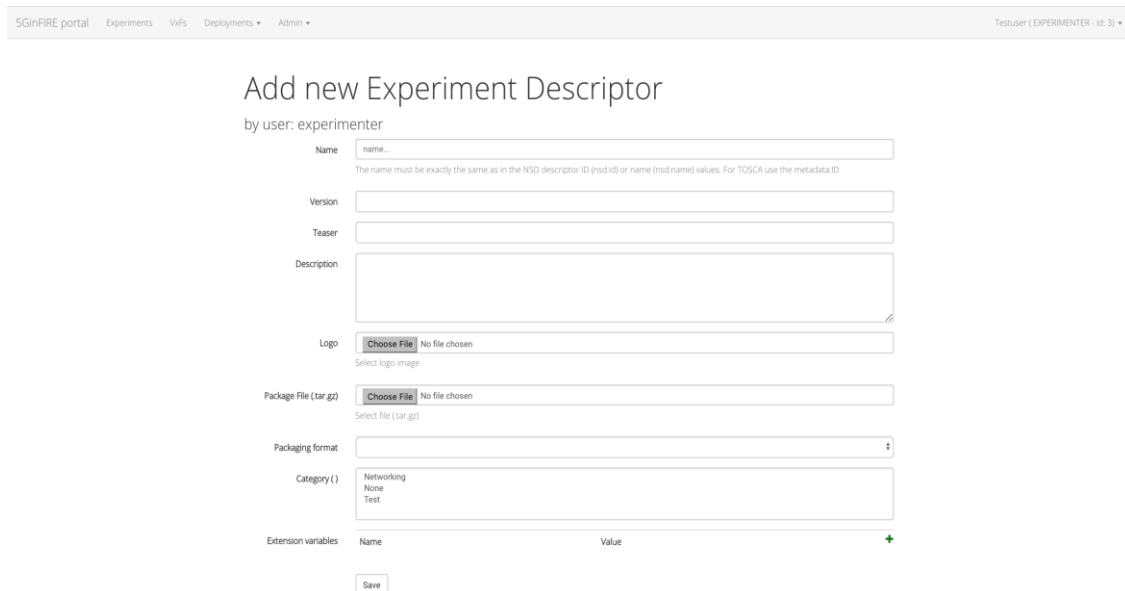 5GinFIRE portal Experiments VxFs Deployments Admin Testuser ( EXPERIMENTER - id: 3)
Add new Experiment Descriptor
by user: experimenter
Name name...
The name must be exactly the same as in the NSD descriptor ID (nsd:id) or name (nsd:name) values. For TOSCA use the metadata:ID
Version
Teaser
Description
Logo Choose File No file chosen
Select logo image
Package File (.tar.gz) Choose File No file chosen
Select file (.tar.gz)
Packaging format
Category ( ) Networking
None
Test
Extension variables Name Value
Save